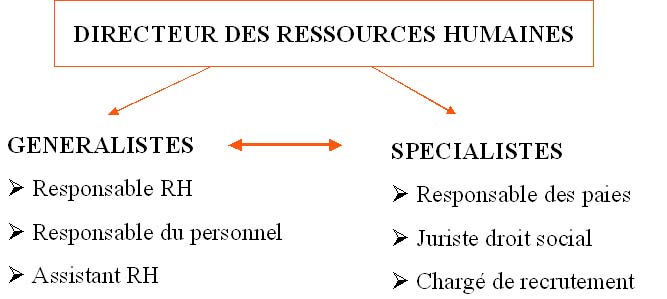 DIRECTEUR DES RESSOURCES HUMAINES
GENERALISTES
➢ Responsable RH
➢ Responsable du personnel
➢ Assistant RH
SPECIALISTES
➢ Responsable des paies
➢ Juriste droit social
➢ Chargé de recrutement